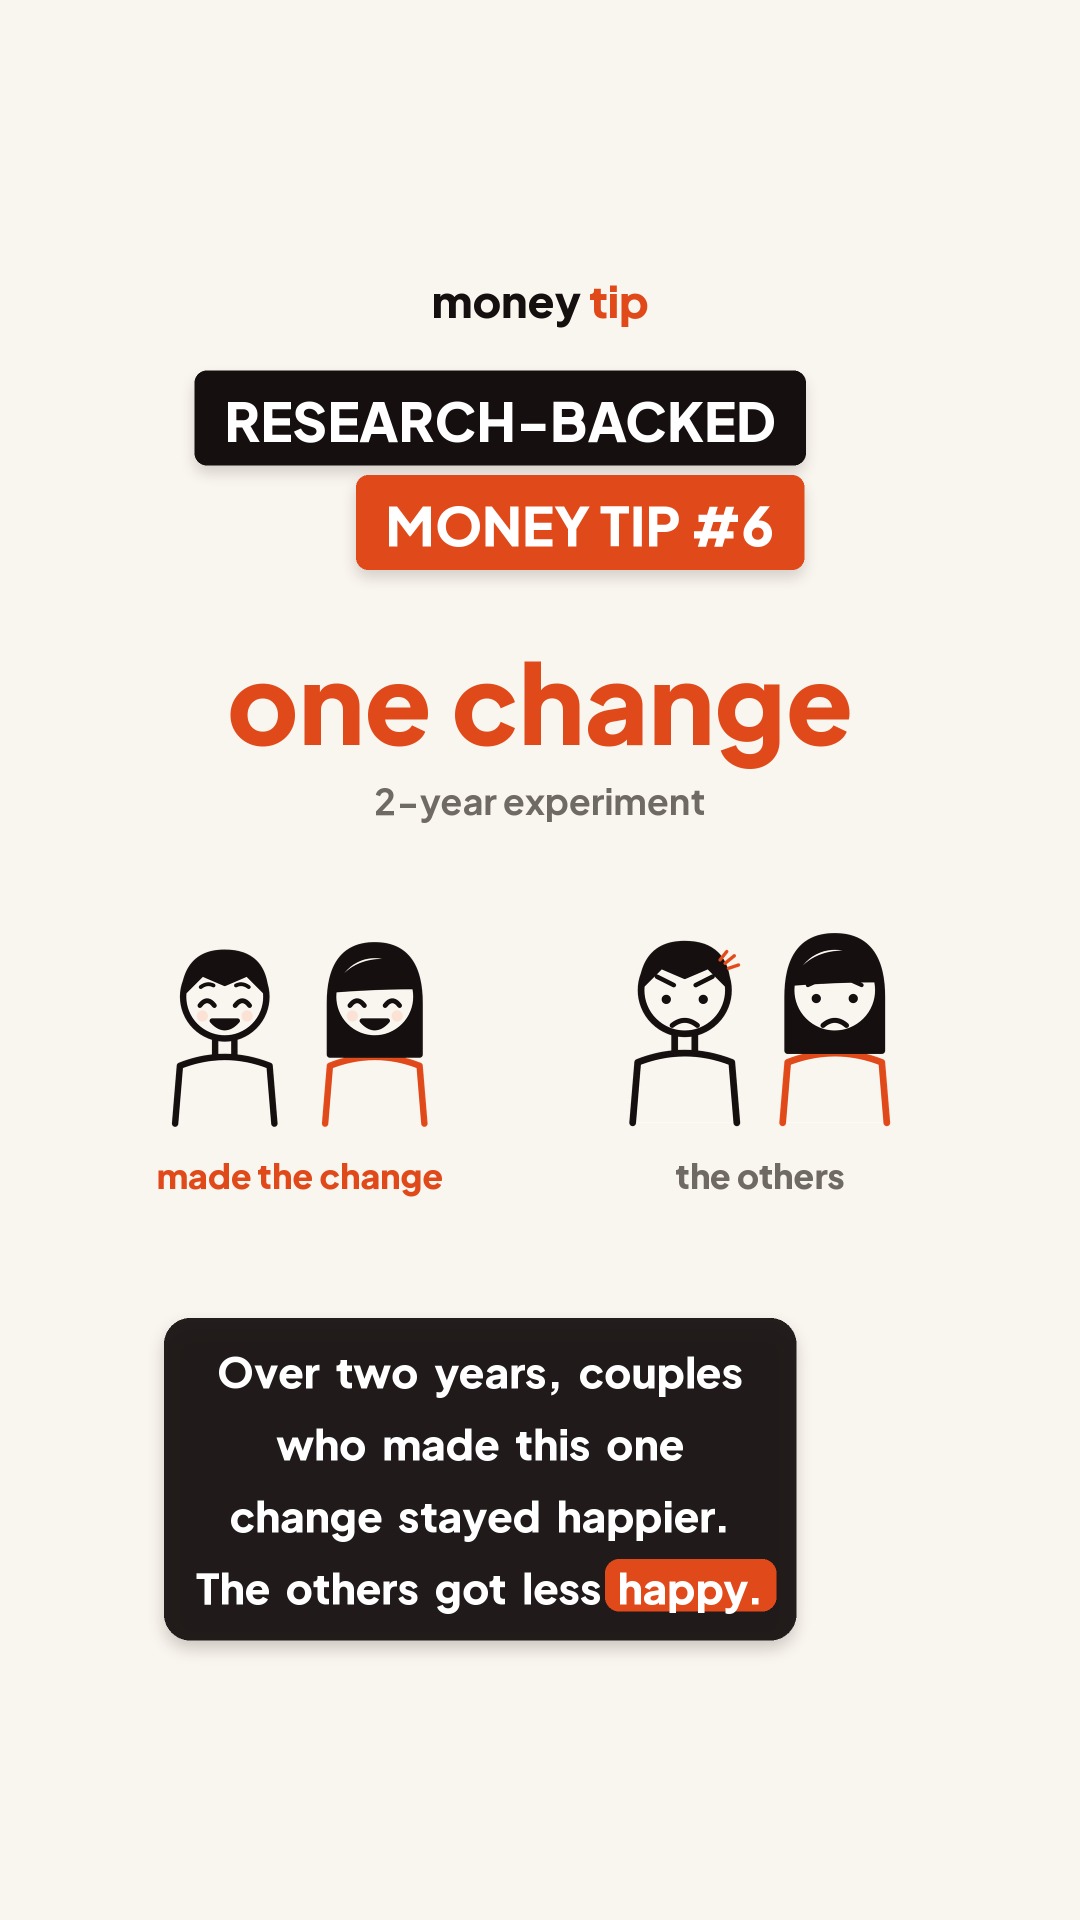 money tip
RESEARCH-BACKED
MONEY TIP #6
one change
2-year experiment
made the change
the others
Over two years, couples
who made this one
change stayed happier.
The others got less happy.